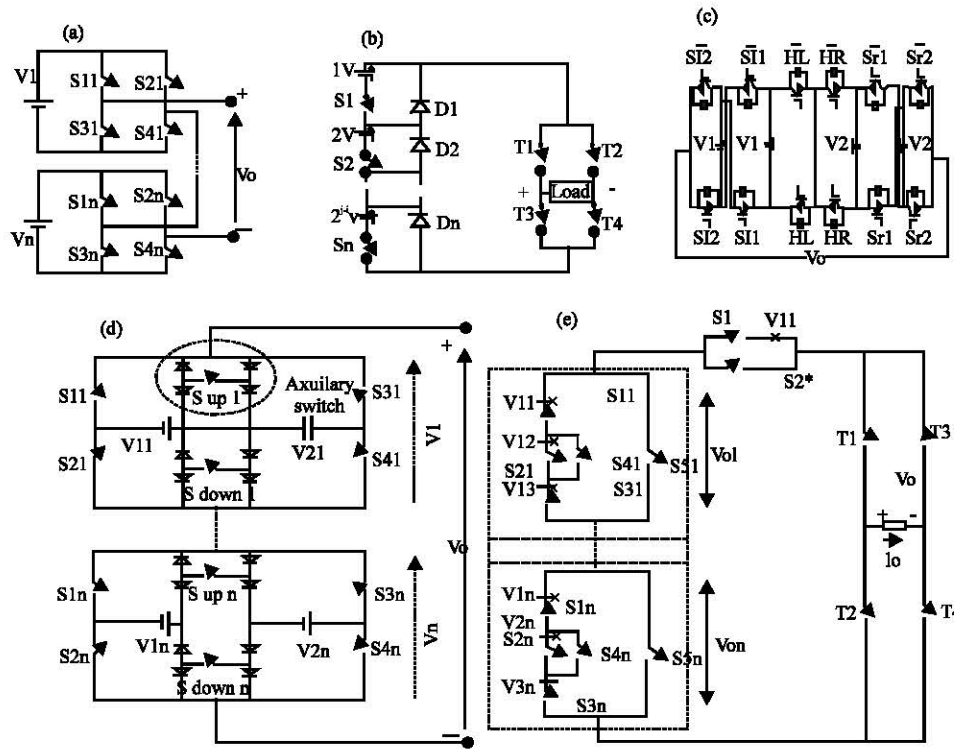 (a)
V1
S11
S21
+
S31
S41
Vo
S1n
S2n
Vn
S3n
S4n
−
(b)
1V
S1
D1
2V
D2
S2
Dn
Sn
T1
T2
+
Load
-
T3
T4
(c)
SI2
SI1
HL
HR
Sr1
Sr2
V1
V1
V2
V2
SI2
SI1
HL
HR
Sr1
Sr2
Vo
(d)
+
S11
S up 1
Axuilary
switch
S31
V11
V21
V1
S21
S41
S down 1
Vo
S1n
S up n
S3n
V1n
V2n
Vn
S2n
S4n
S down n
−
(e)
S1
V11
S2*
V11
S11
V12
S21
S41
S51
V13
S31
Vol
T1
T3
Vo
+
-
Io
T2
T4
V1n
S1n
V2n
S2n
S4n
S5n
V3n
S3n
Von